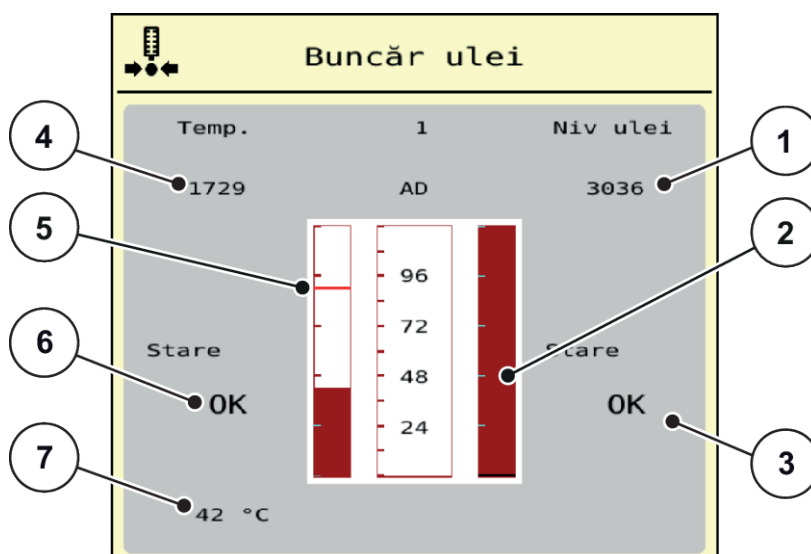 Buncăr ulei
Temp. 1 Niv ulei
4 1
1729 AD 3036
5 2
96
72
6 Stare Stare
48
OK OK
24
7 3
42 °C